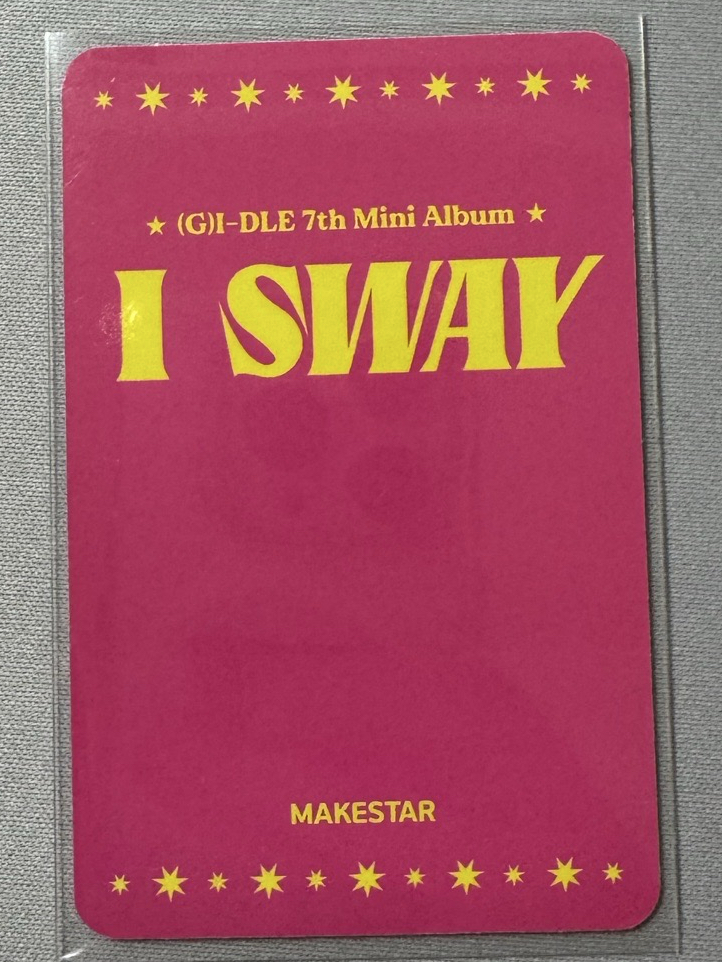 ★ (G)I-DLE 7th Mini Album ★
I SWAY
MAKESTAR